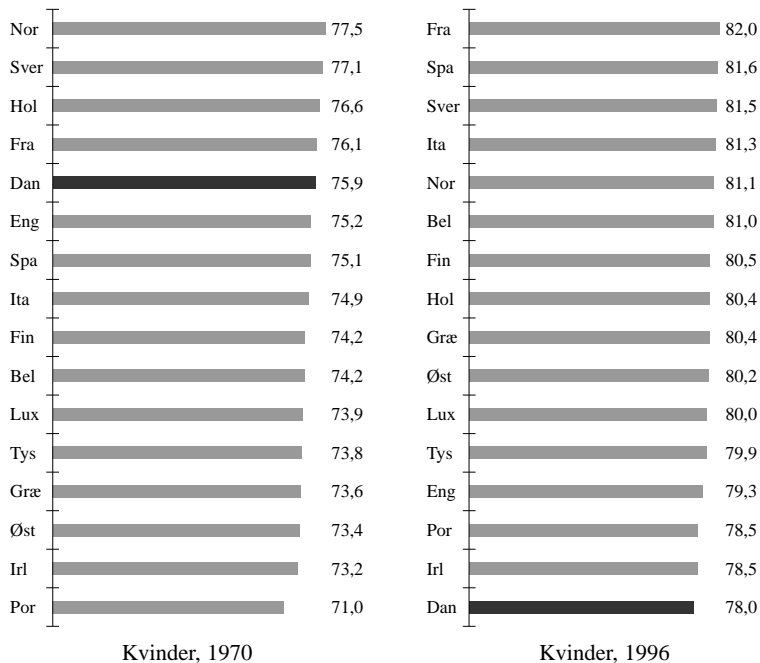 Nor 77,5
Sver 77,1
Hol 76,6
Fra 76,1
Dan 75,9
Eng 75,2
Spa 75,1
Ita 74,9
Fin 74,2
Bel 74,2
Lux 73,9
Tys 73,8
Græ 73,6
Øst 73,4
Irl 73,2
Por 71,0
Kvinder, 1970
Fra 82,0
Spa 81,6
Sver 81,5
Ita 81,3
Nor 81,1
Bel 81,0
Fin 80,5
Hol 80,4
Græ 80,4
Øst 80,2
Lux 80,0
Tys 79,9
Eng 79,3
Por 78,5
Irl 78,5
Dan 78,0
Kvinder, 1996